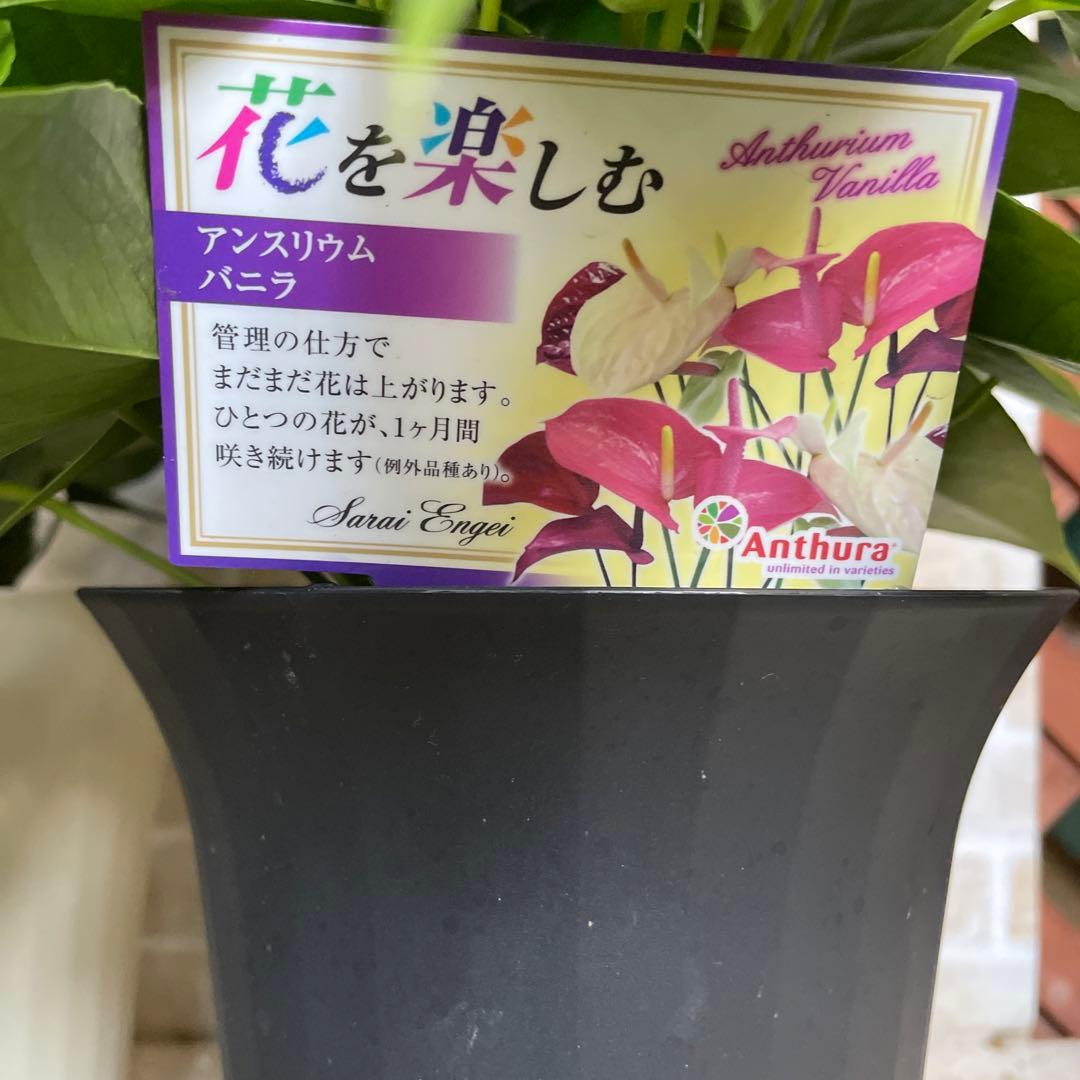 花を楽しむ
Anthurium
Vanilla
アンスリウム
バニラ
管理の仕方で
まだまだ花は上がります。
ひとつの花が、1ヶ月間
咲き続けます(例外品種あり)。
Sarai Engei
Anthura®
unlimited in varieties